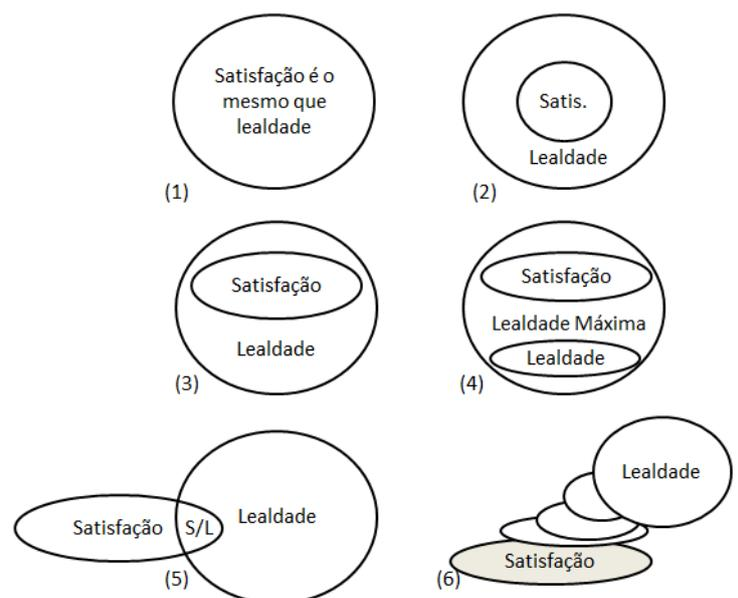 Satisfação é o
mesmo que
lealdade
(1)
Satis.
Lealdade
(2)
Satisfação
Lealdade
(3)
Satisfação
Lealdade Máxima
Lealdade
(4)
Satisfação
S/L
Lealdade
(5)
Lealdade
Satisfação
(6)